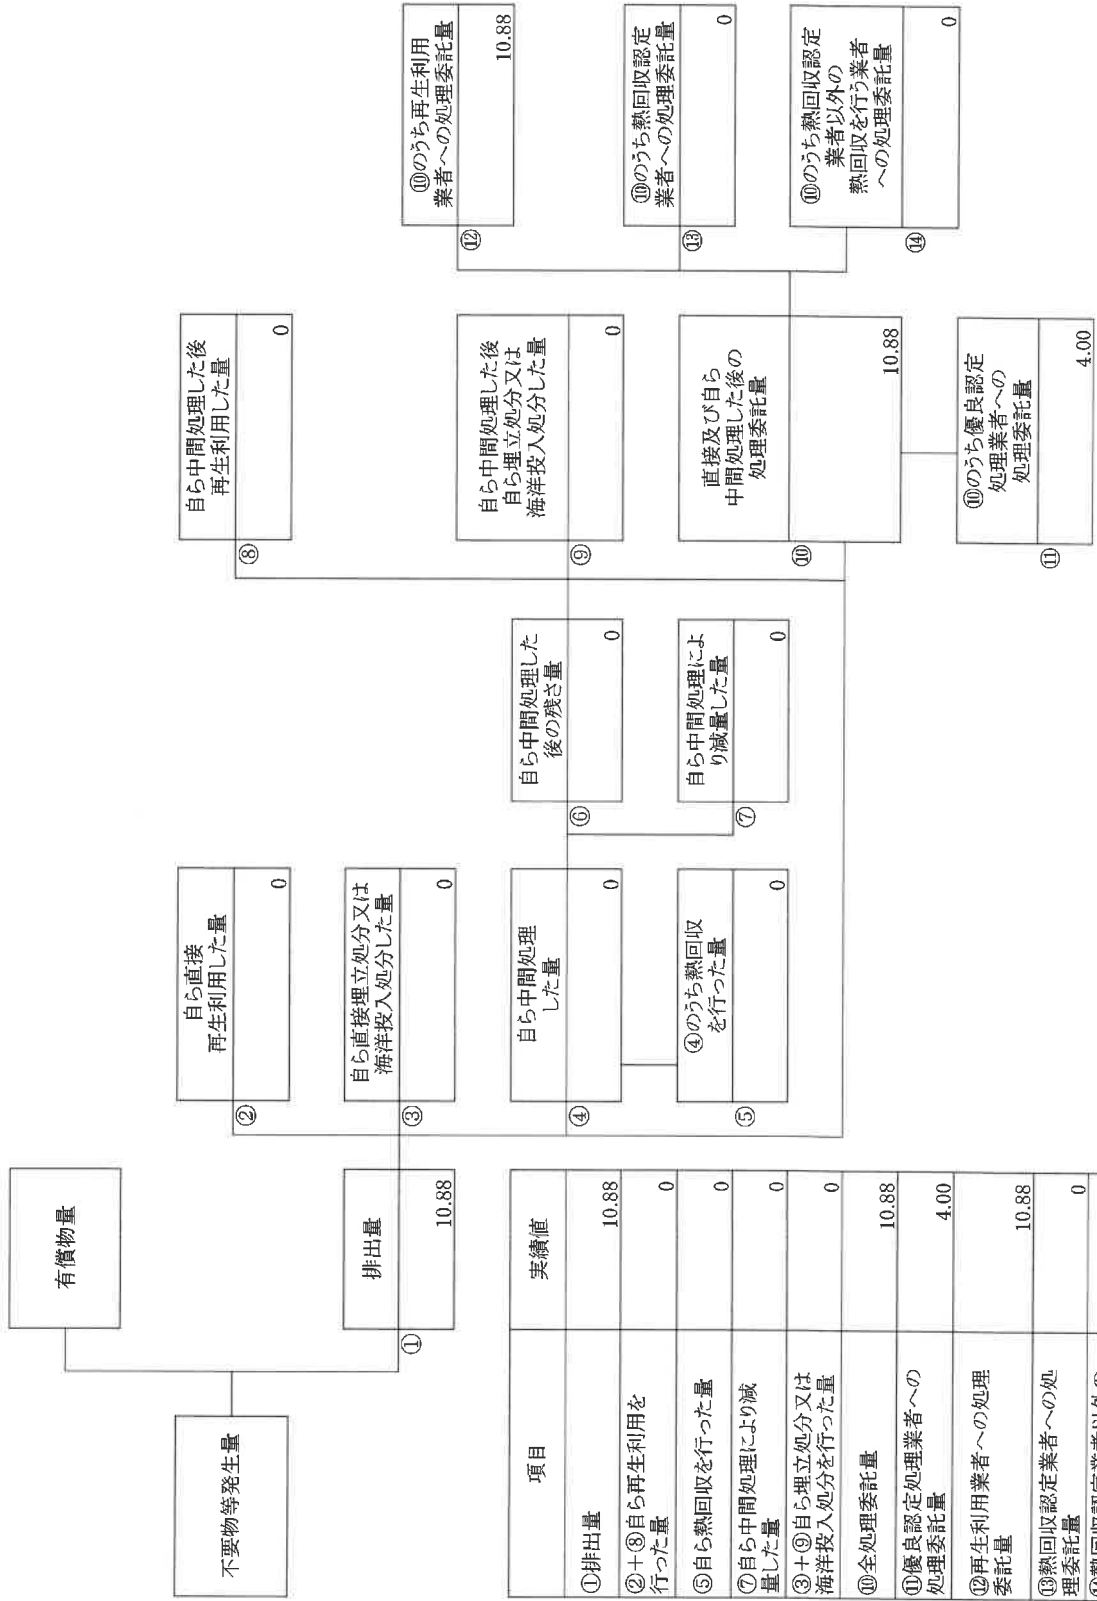 不要物等発生量
有償物量
排出量
①
10.88
自ら直接
再生利用した量
②
0
自ら直接埋立処分又は
海洋投入処分した量
③
0
自ら中間処理
した量
④
0
④のうち熱回収
を行った量
⑤
0
自ら中間処理した
後の残さ量
⑥
0
自ら中間処理によ
り減量した量
⑦
0
自ら中間処理した後
再生利用した量
⑧
0
自ら中間処理した後
自ら埋立処分又は
海洋投入処分した量
⑨
0
直接及び自ら
中間処理した後の
処理委託量
⑩
10.88
⑩のうち優良認定
処理業者への
処理委託量
⑪
4.00
⑩のうち再生利用
業者への処理委託量
⑫
10.88
⑩のうち熱回収認定
業者への処理委託量
⑬
0
⑩のうち熱回収認定
業者以外の
熱回収を行う業者
への処理委託量
⑭
0
項目
実績値
①排出量
10.88
②+⑧自ら再生利用を
行った量
0
⑤自ら熱回収を行った量
0
⑦自ら中間処理により減
量した量
0
③+⑨自ら埋立処分又は
海洋投入処分を行った量
0
⑩全処理委託量
10.88
⑪優良認定処理業者への
処理委託量
4.00
⑫再生利用業者への処理
委託量
10.88
⑬熱回収認定業者への処
理委託量
0
⑭熱回収認定業者以外の